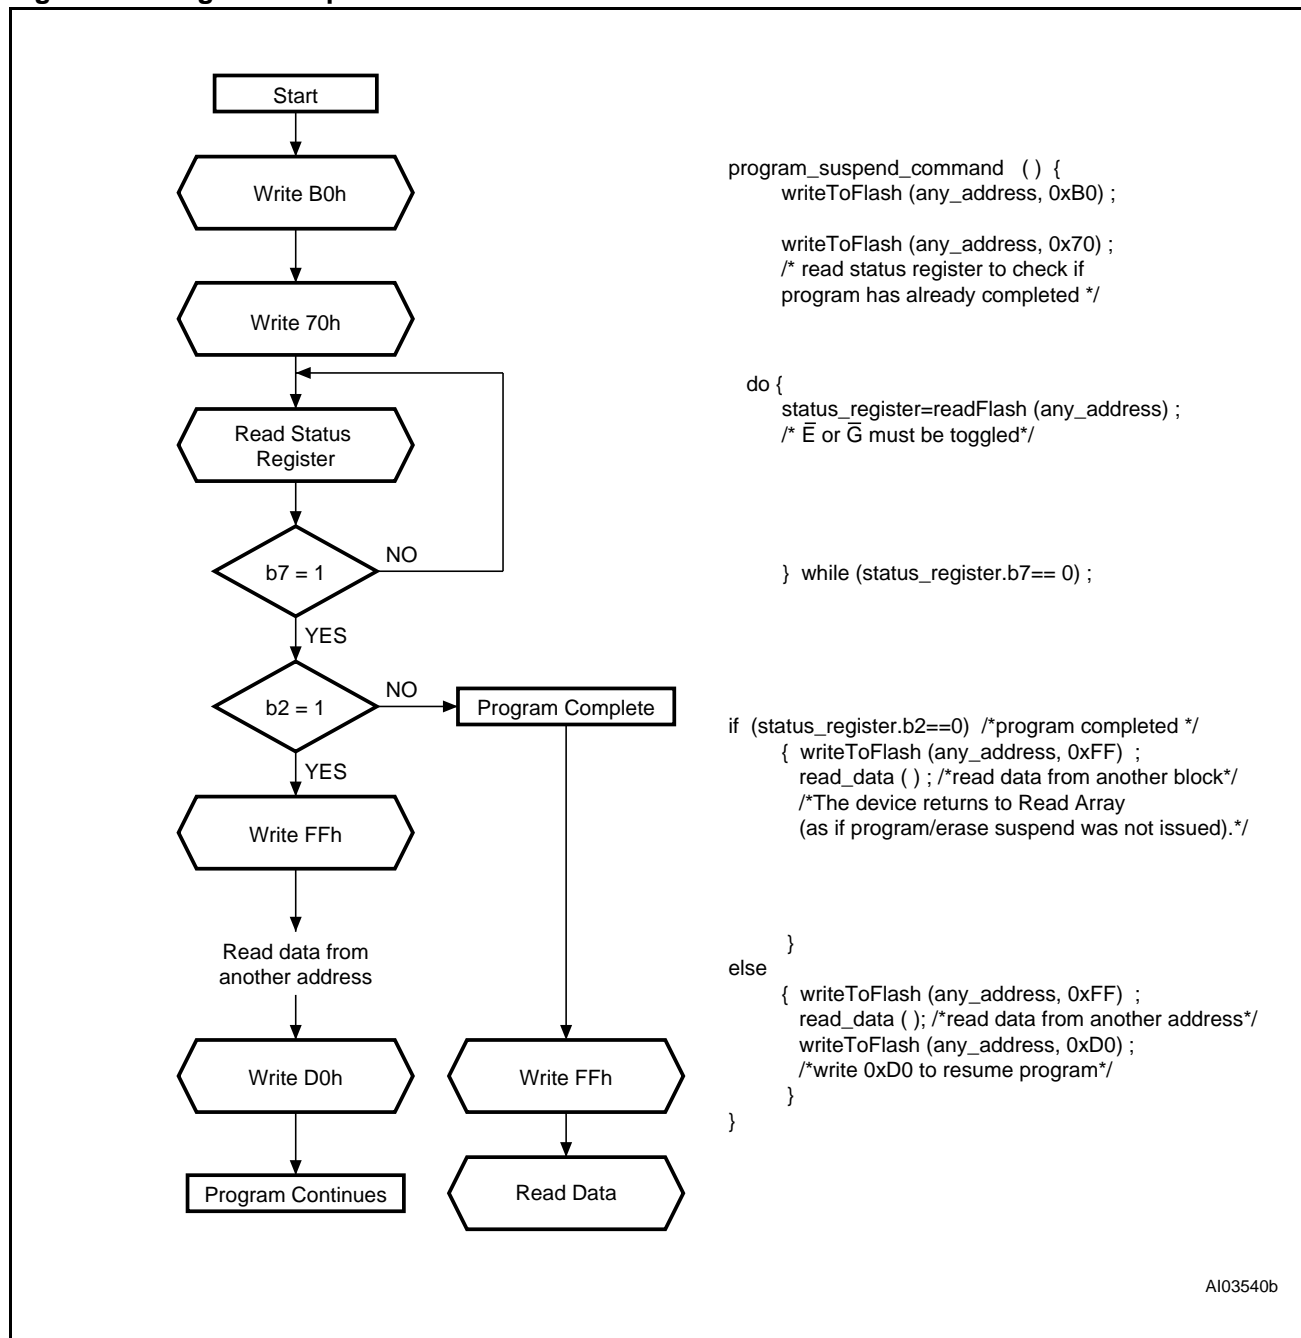 Start
Write B0h
Write 70h
Read Status
Register
NO
b7 = 1
YES
NO
b2 = 1
Program Complete
YES
Write FFh
Read data from
another address
Write D0h
Write FFh
Program Continues
Read Data
program_suspend_command ( ) {
writeToFlash (any_address, 0xB0) ;
writeToFlash (any_address, 0x70) ;
/* read status register to check if
program has already completed */
do {
status_register=readFlash (any_address) ;
/* E̅ or G̅ must be toggled*/
} while (status_register.b7== 0) ;
if (status_register.b2==0) /*program completed */
{ writeToFlash (any_address, 0xFF) ;
read_data ( ) ; /*read data from another block*/
/*The device returns to Read Array
(as if program/erase suspend was not issued).*/
}
else
{ writeToFlash (any_address, 0xFF) ;
read_data ( ); /*read data from another address*/
writeToFlash (any_address, 0xD0) ;
/*write 0xD0 to resume program*/
}
}
AI03540b